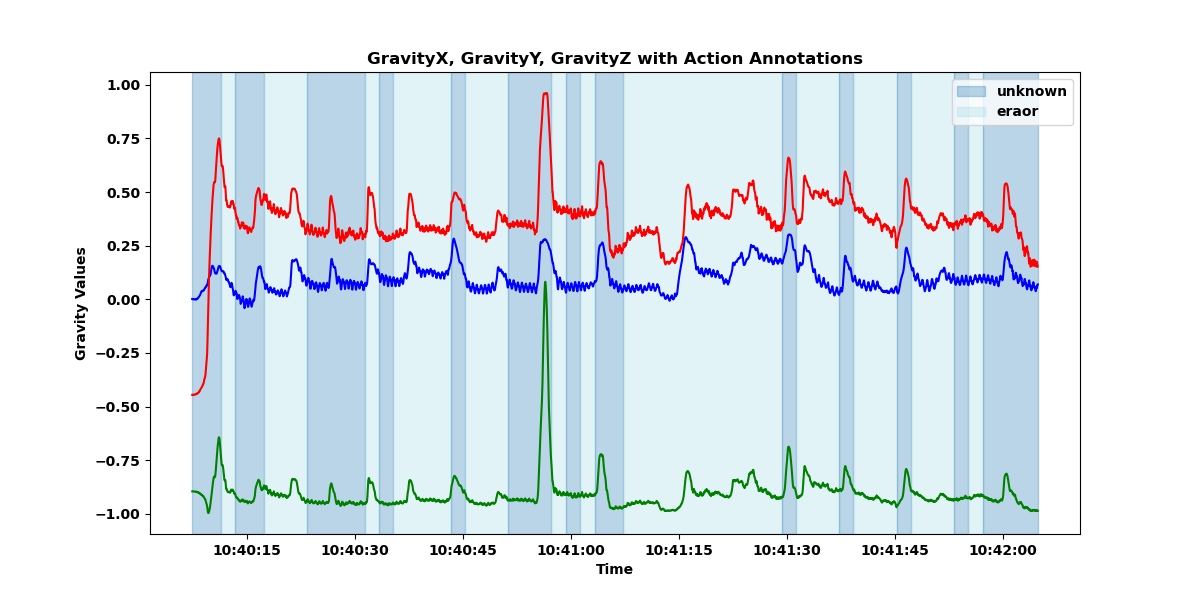 GravityX, GravityY, GravityZ with Action Annotations
unknown
eraor
Gravity Values
1.00
0.75
0.50
0.25
0.00
−0.25
−0.50
−0.75
−1.00
10:40:15 10:40:30 10:40:45 10:41:00 10:41:15 10:41:30 10:41:45 10:42:00
Time